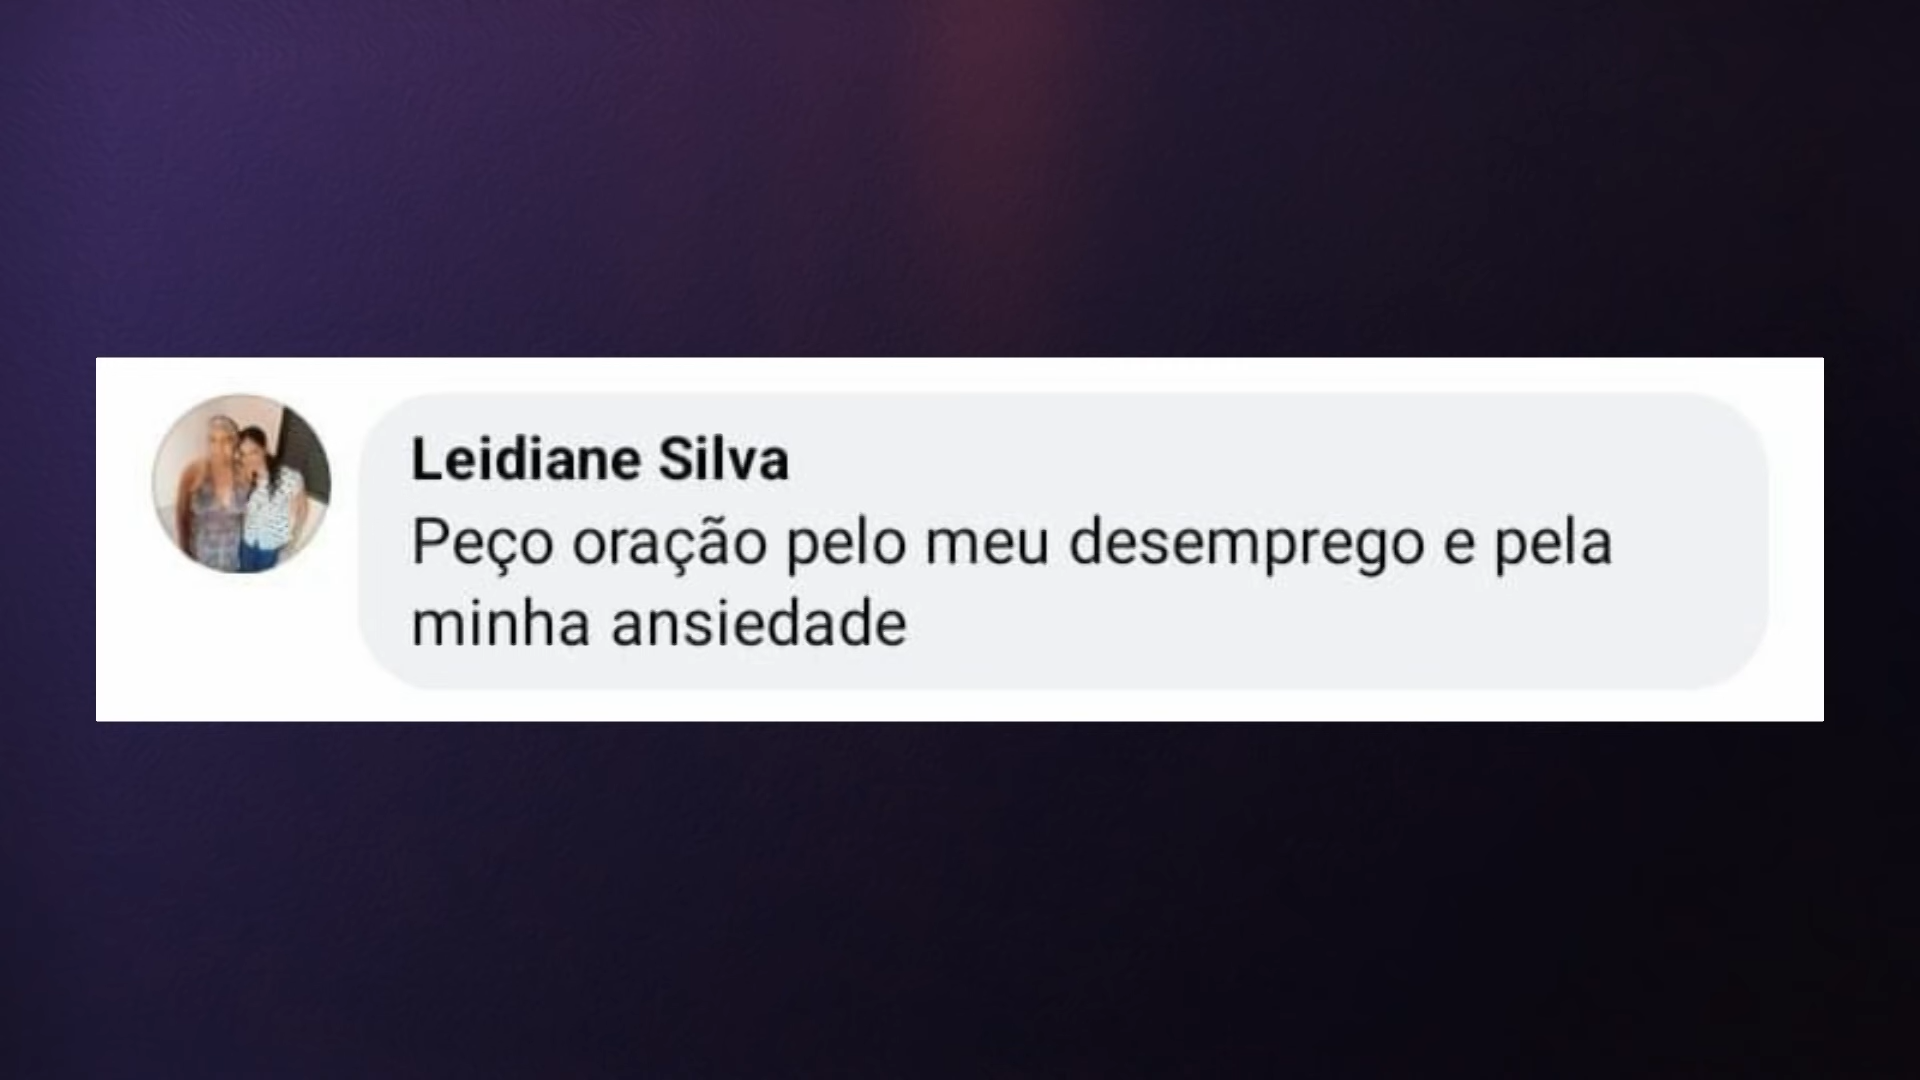 Leidiane Silva
Peço oração pelo meu desemprego e pela
minha ansiedade